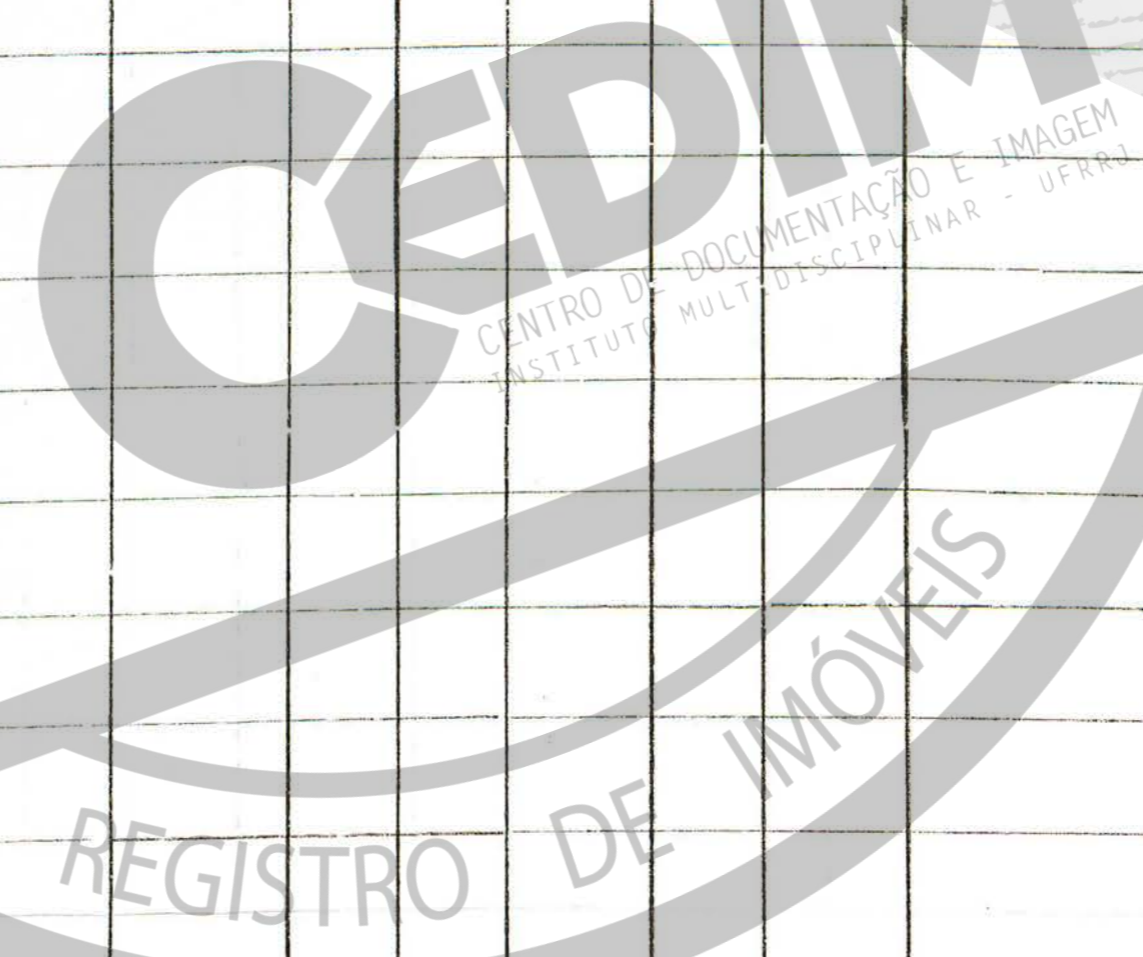 CEDIM
CENTRO DE DOCUMENTAÇÃO E IMAGEM
INSTITUTO MULTIDISCIPLINAR - UFRRJ
REGISTRO DE IMÓVEIS